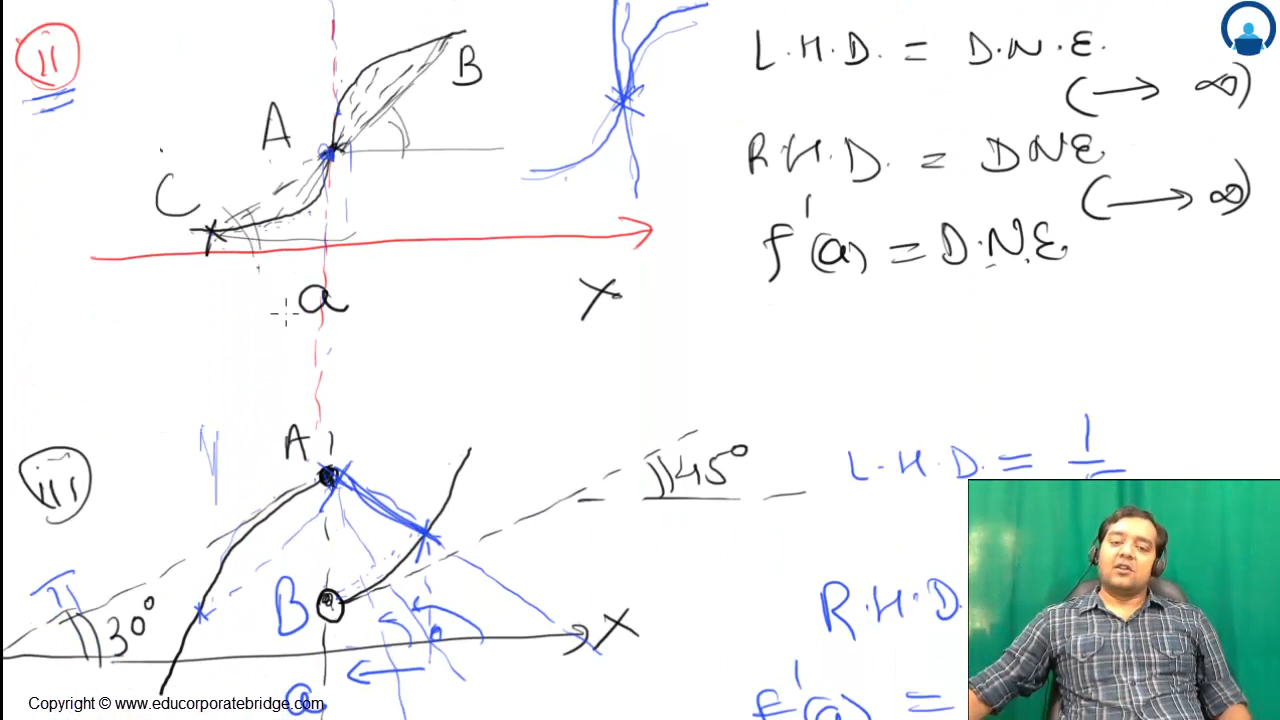 ii
B
A
C
a
X
L.H.D. = D.N.E.
(→ ∞)
R.H.D. = DNE
(→ ∞)
f'(a) = D.N.E
iii
A
45°
30°
B
X
a
L.H.D. = 1
R.H.D.
f'(a) =
Copyright © www.educorporatebridge.com